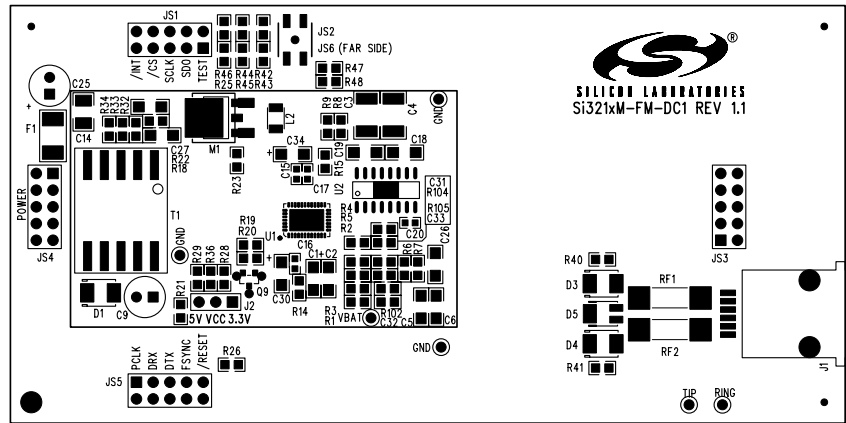 JS1
/INT
/CS
SCLK
SDO
TEST
JS2
JS6 (FAR SIDE)
R46 R44 R42
R25 R45 R43
R47
R48
®
SILICON LABORATORIES
Si321xM-FM-DC1 REV 1.1
C25
+
F1
C14
R34
R33
R32
C27
R22
R18
M1
L2
R23
R9
R8
C3
C4
GND
+
C34
C15
C17
R15
C19
C18
U2
C31
R104
R105
C33
C20
C26
POWER
JS4
T1
GND
R19
R20
U1
C16
R4
R5
R2
R6
R7
R29
R36
R28
+
C1
+
C2
Q9
C30
R14
R3
R1
R102
C32
C5
C6
VBAT
D1
C9
R21
J2
5V VCC 3.3V
GND
PCLK
DRX
DTX
FSYNC
/RESET
JS5
R26
JS3
R40
D3
D5
D4
R41
RF1
RF2
J1
TIP
RING